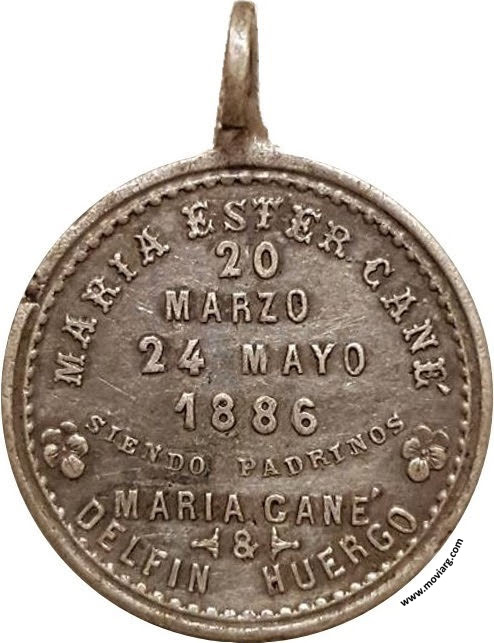 MARIA ESTER CANÉ
20
MARZO
24 MAYO
1886
SIENDO PADRINOS
MARIA CANÉ
&
DELFIN HUERGO
www.moviarg.com